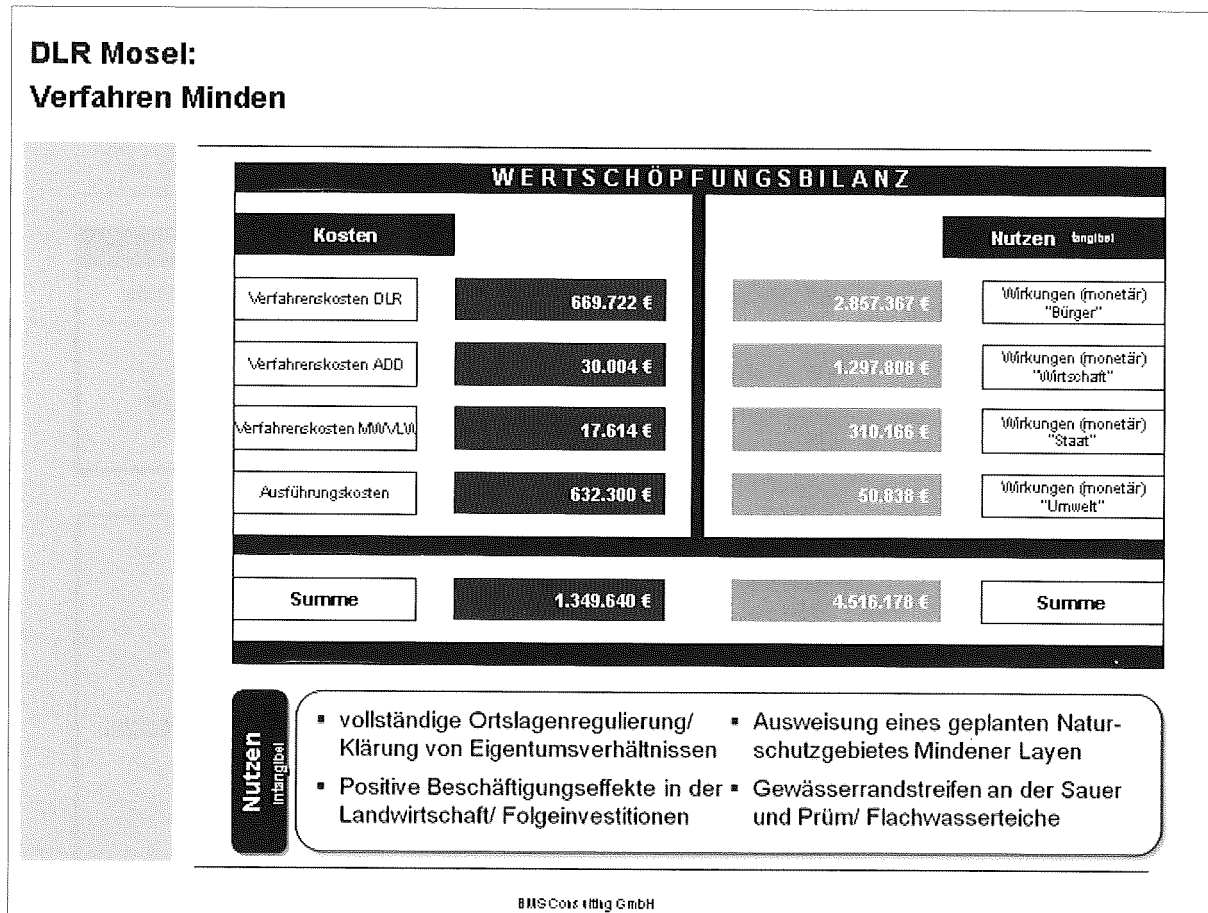 DLR Mosel:
Verfahren Minden
WERTSCHÖPFUNGSBILANZ
Kosten
Nutzen tangibel
Verfahrenskosten DLR
669.722 €
2.857.367 €
Wirkungen (monetär)
"Bürger"
Verfahrenskosten ADD
30.004 €
1.297.808 €
Wirkungen (monetär)
"Wirtschaft"
Verfahrenskosten MWVLW
17.614 €
310.166 €
Wirkungen (monetär)
"Staat"
Ausführungskosten
632.300 €
50.838 €
Wirkungen (monetär)
"Umwelt"
Summe
1.349.640 €
4.516.178 €
Summe
Nutzen
Intangibel
▪ vollständige Ortslagenregulierung/
Klärung von Eigentumsverhältnissen
▪ Positive Beschäftigungseffekte in der
Landwirtschaft/ Folgeinvestitionen
▪ Ausweisung eines geplanten Natur-
schutzgebietes Mindener Layen
▪ Gewässerrandstreifen an der Sauer
und Prüm/ Flachwasserteiche
BMS Consulting GmbH